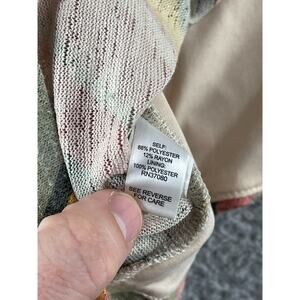 SELF:
88% POLYESTER
12% RAYON
LINING:
100% POLYESTER
RN37080
SEE REVERSE
FOR CARE